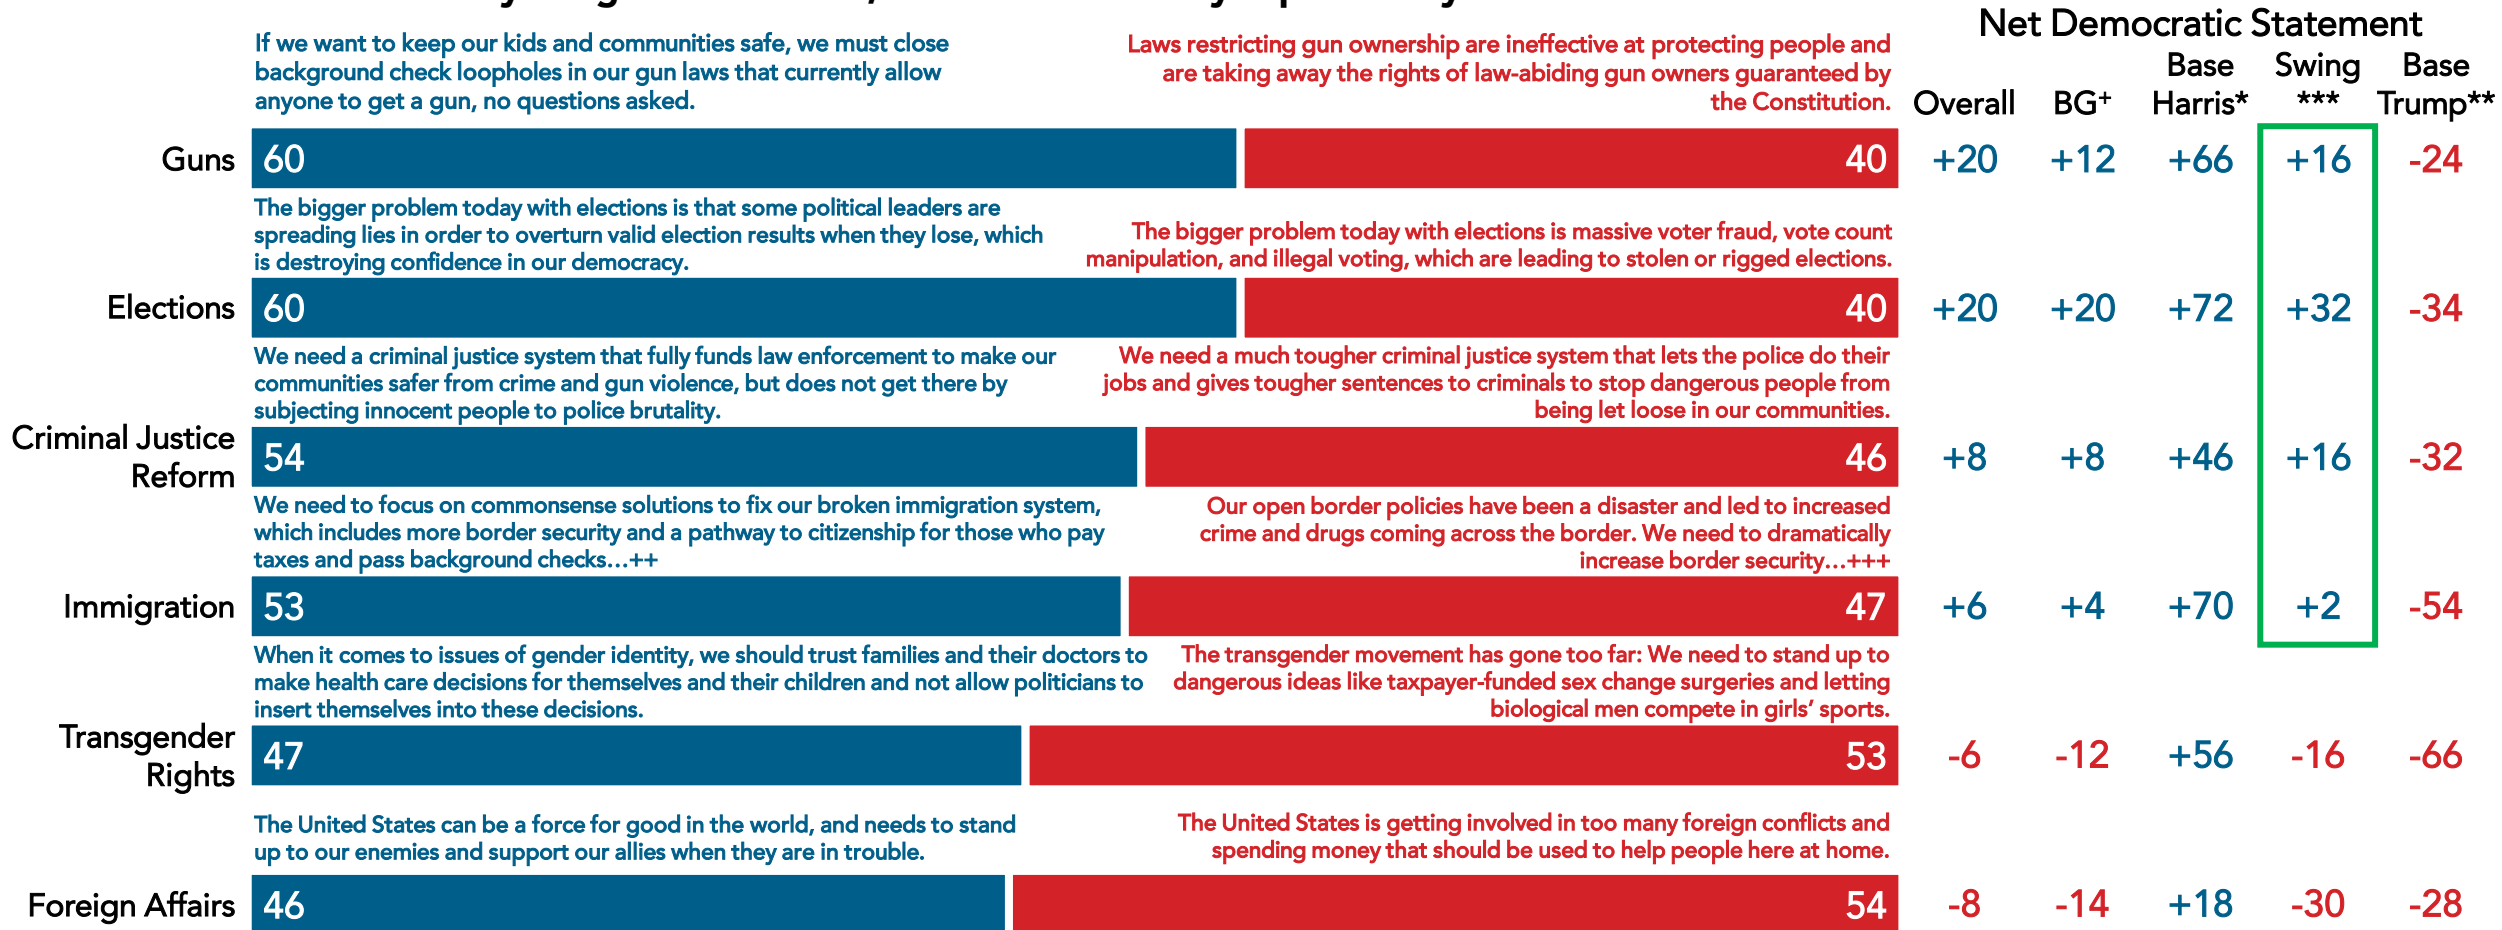 Net Democratic Statement
Base Swing Base
Overall BG+ Harris* *** Trump**
If we want to keep our kids and communities safe, we must close
background check loopholes in our gun laws that currently allow
anyone to get a gun, no questions asked.
Laws restricting gun ownership are ineffective at protecting people and
are taking away the rights of law-abiding gun owners guaranteed by
the Constitution.
Guns 60 40 +20 +12 +66 +16 -24
The bigger problem today with elections is that some political leaders are
spreading lies in order to overturn valid election results when they lose, which
is destroying confidence in our democracy.
The bigger problem today with elections is massive voter fraud, vote count
manipulation, and illegal voting, which are leading to stolen or rigged elections.
Elections 60 40 +20 +20 +72 +32 -34
We need a criminal justice system that fully funds law enforcement to make our
communities safer from crime and gun violence, but does not get there by
subjecting innocent people to police brutality.
We need a much tougher criminal justice system that lets the police do their
jobs and gives tougher sentences to criminals to stop dangerous people from
being let loose in our communities.
Criminal Justice
Reform 54 46 +8 +8 +46 +16 -32
We need to focus on commonsense solutions to fix our broken immigration system,
which includes more border security and a pathway to citizenship for those who pay
taxes and pass background checks...++
Our open border policies have been a disaster and led to increased
crime and drugs coming across the border. We need to dramatically
increase border security...+++
Immigration 53 47 +6 +4 +70 +2 -54
When it comes to issues of gender identity, we should trust families and their doctors to
make health care decisions for themselves and their children and not allow politicians to
insert themselves into these decisions.
The transgender movement has gone too far: We need to stand up to
dangerous ideas like taxpayer-funded sex change surgeries and letting
biological men compete in girls' sports.
Transgender
Rights 47 53 -6 -12 +56 -16 -66
The United States can be a force for good in the world, and needs to stand
up to our enemies and support our allies when they are in trouble.
The United States is getting involved in too many foreign conflicts and
spending money that should be used to help people here at home.
Foreign Affairs 46 54 -8 -14 +18 -30 -28